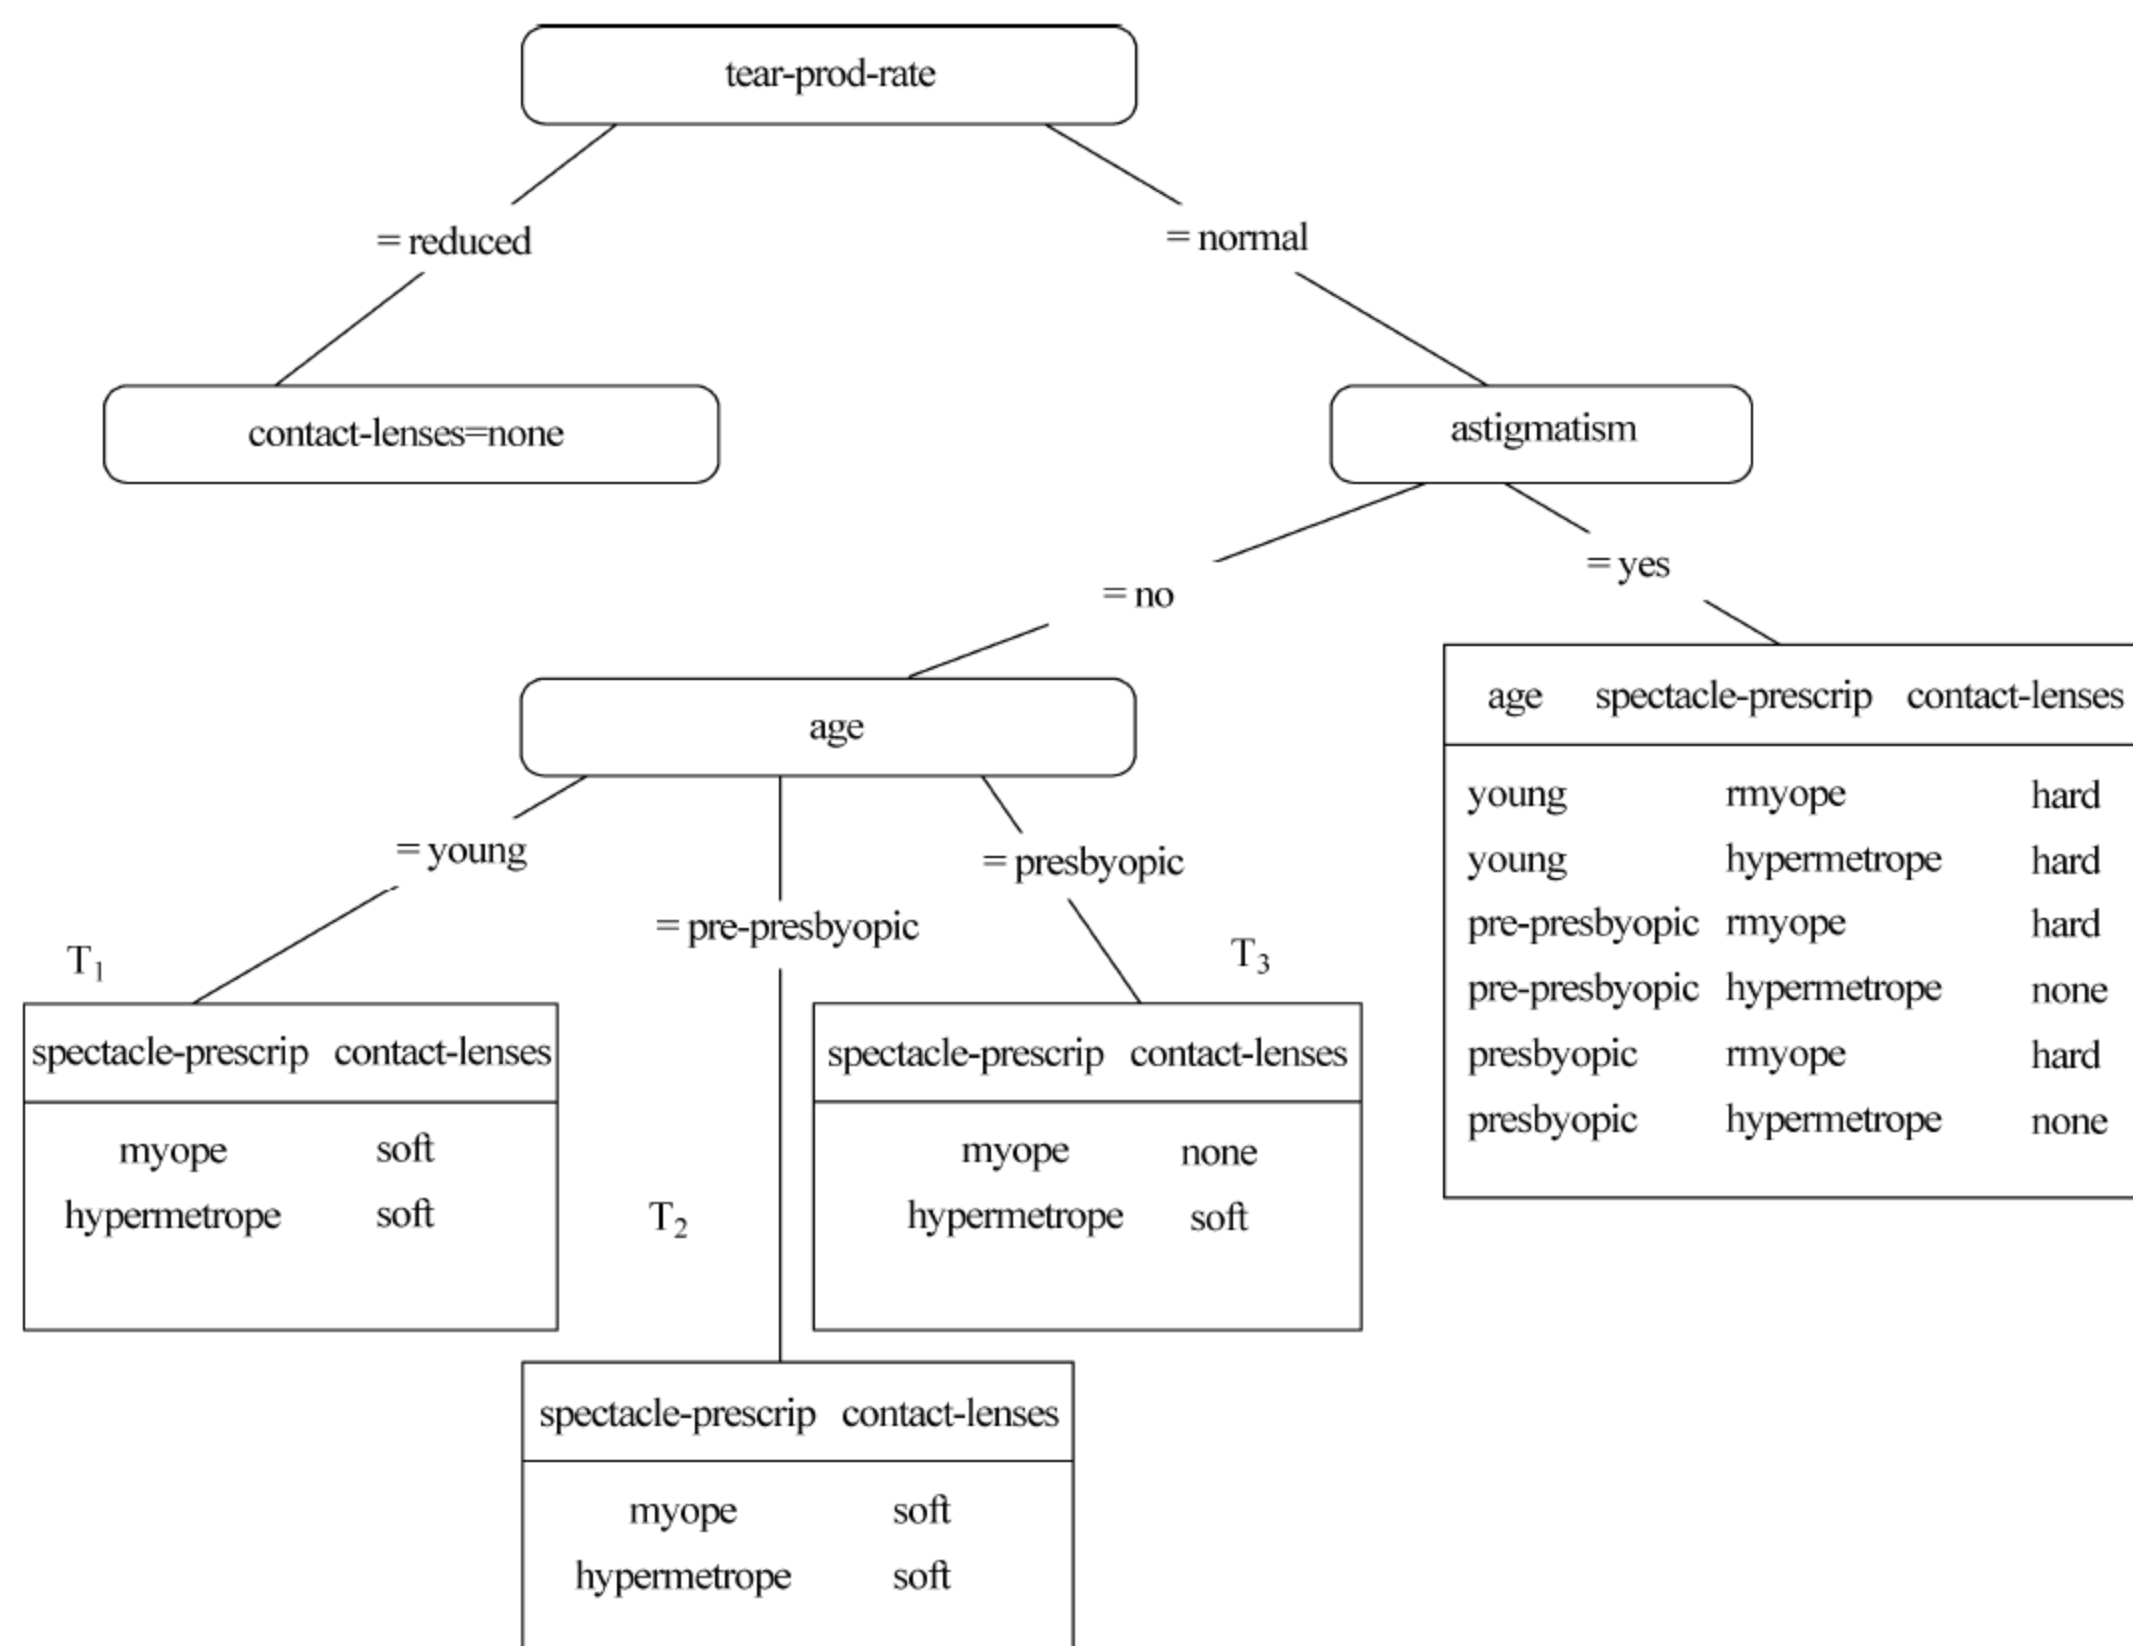 tear-prod-rate
= reduced
= normal
contact-lenses=none
astigmatism
= no
= yes
age
age spectacle-prescrip contact-lenses
young rmyope hard
young hypermetrope hard
pre-presbyopic rmyope hard
pre-presbyopic hypermetrope none
presbyopic rmyope hard
presbyopic hypermetrope none
= young
= pre-presbyopic
= presbyopic
T1
spectacle-prescrip contact-lenses
myope soft
hypermetrope soft
T3
spectacle-prescrip contact-lenses
myope none
hypermetrope soft
T2
spectacle-prescrip contact-lenses
myope soft
hypermetrope soft